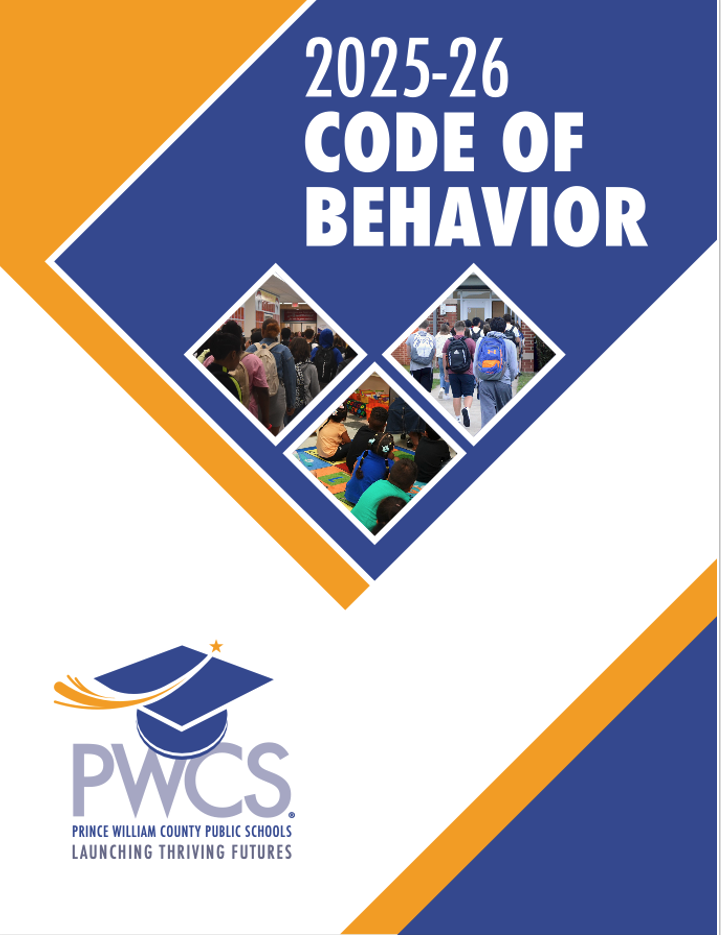 2025-26
CODE OF
BEHAVIOR
PWCS®
PRINCE WILLIAM COUNTY PUBLIC SCHOOLS
LAUNCHING THRIVING FUTURES